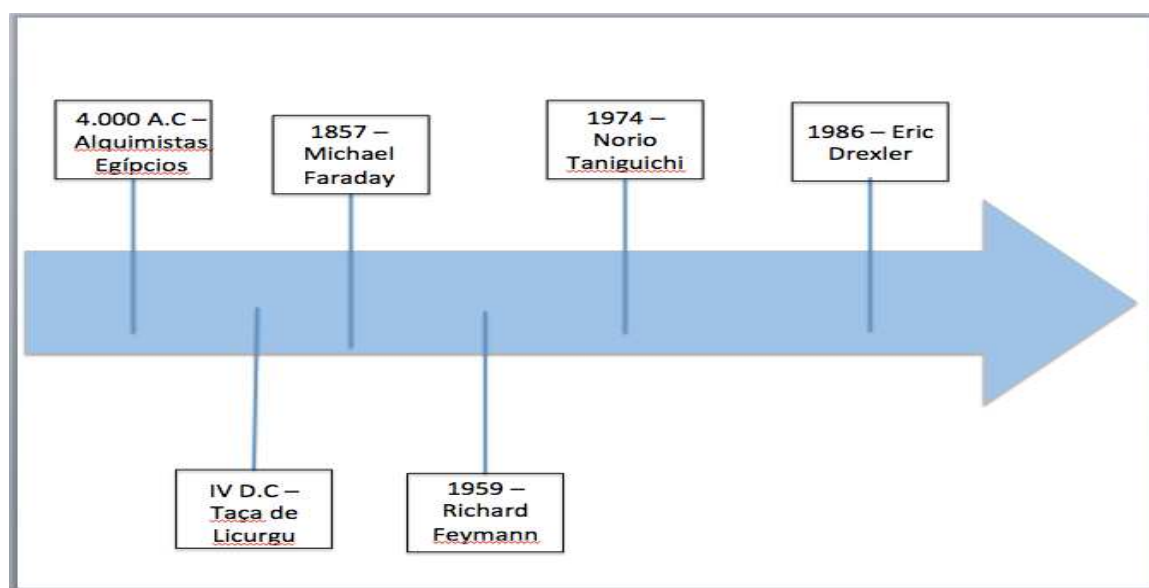 4.000 A.C –
Alquimistas
Egípcios
1857 –
Michael
Faraday
1974 –
Norio
Taniguichi
1986 – Eric
Drexler
IV D.C –
Taça de
Licurgu
1959 –
Richard
Feymann